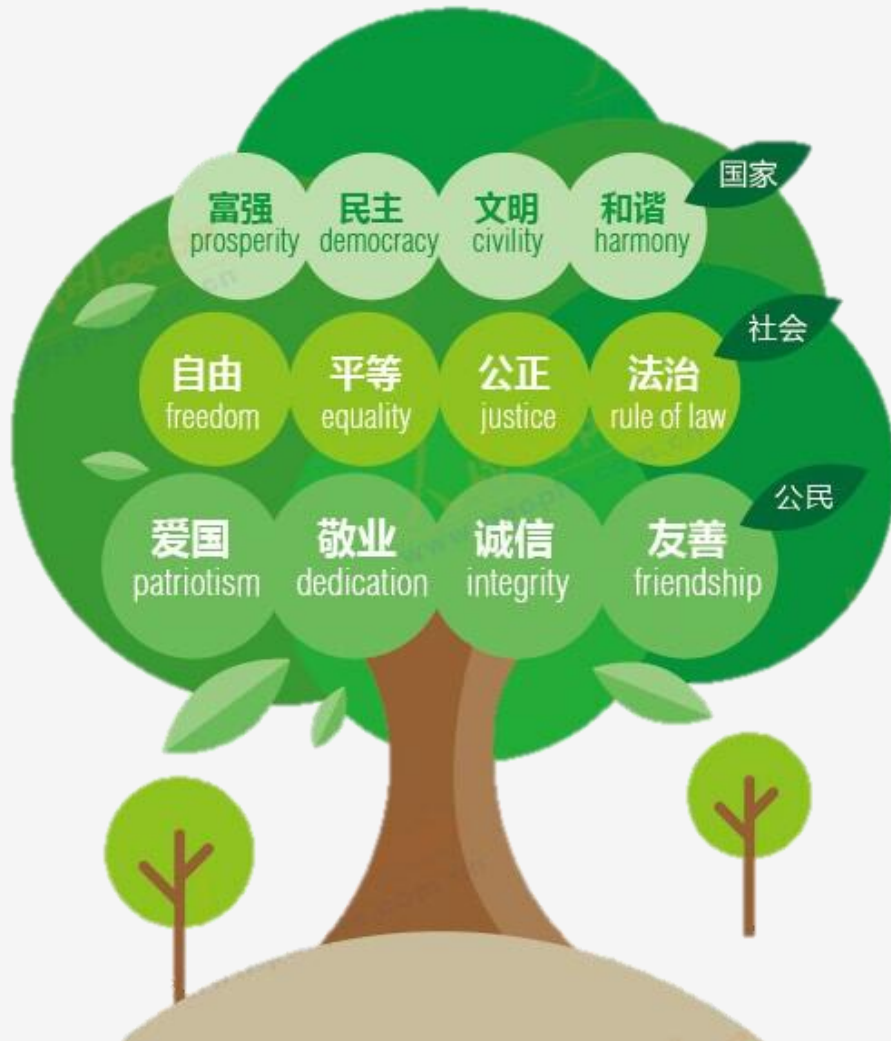 富强 民主 文明 和谐 国家
prosperity democracy civility harmony
自由 平等 公正 法治 社会
freedom equality justice rule of law
爱国 敬业 诚信 友善 公民
patriotism dedication integrity friendship